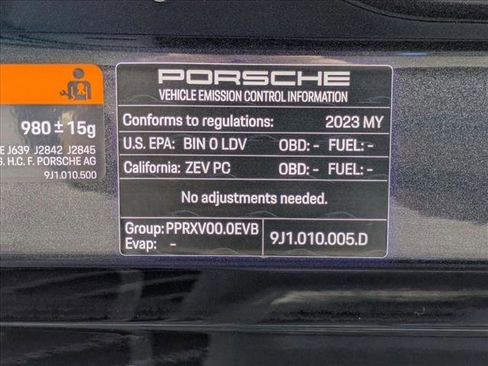 980 ± 15g
E J639 J2842 J2845
G. H.C. F. PORSCHE AG
9J1.010.500
PORSCHE
VEHICLE EMISSION CONTROL INFORMATION
Conforms to regulations: 2023 MY
U.S. EPA: BIN 0 LDV OBD: - FUEL: -
California: ZEV PC OBD: - FUEL: -
No adjustments needed.
Group: PPRXV00.0EVB
Evap: -
9J1.010.005.D